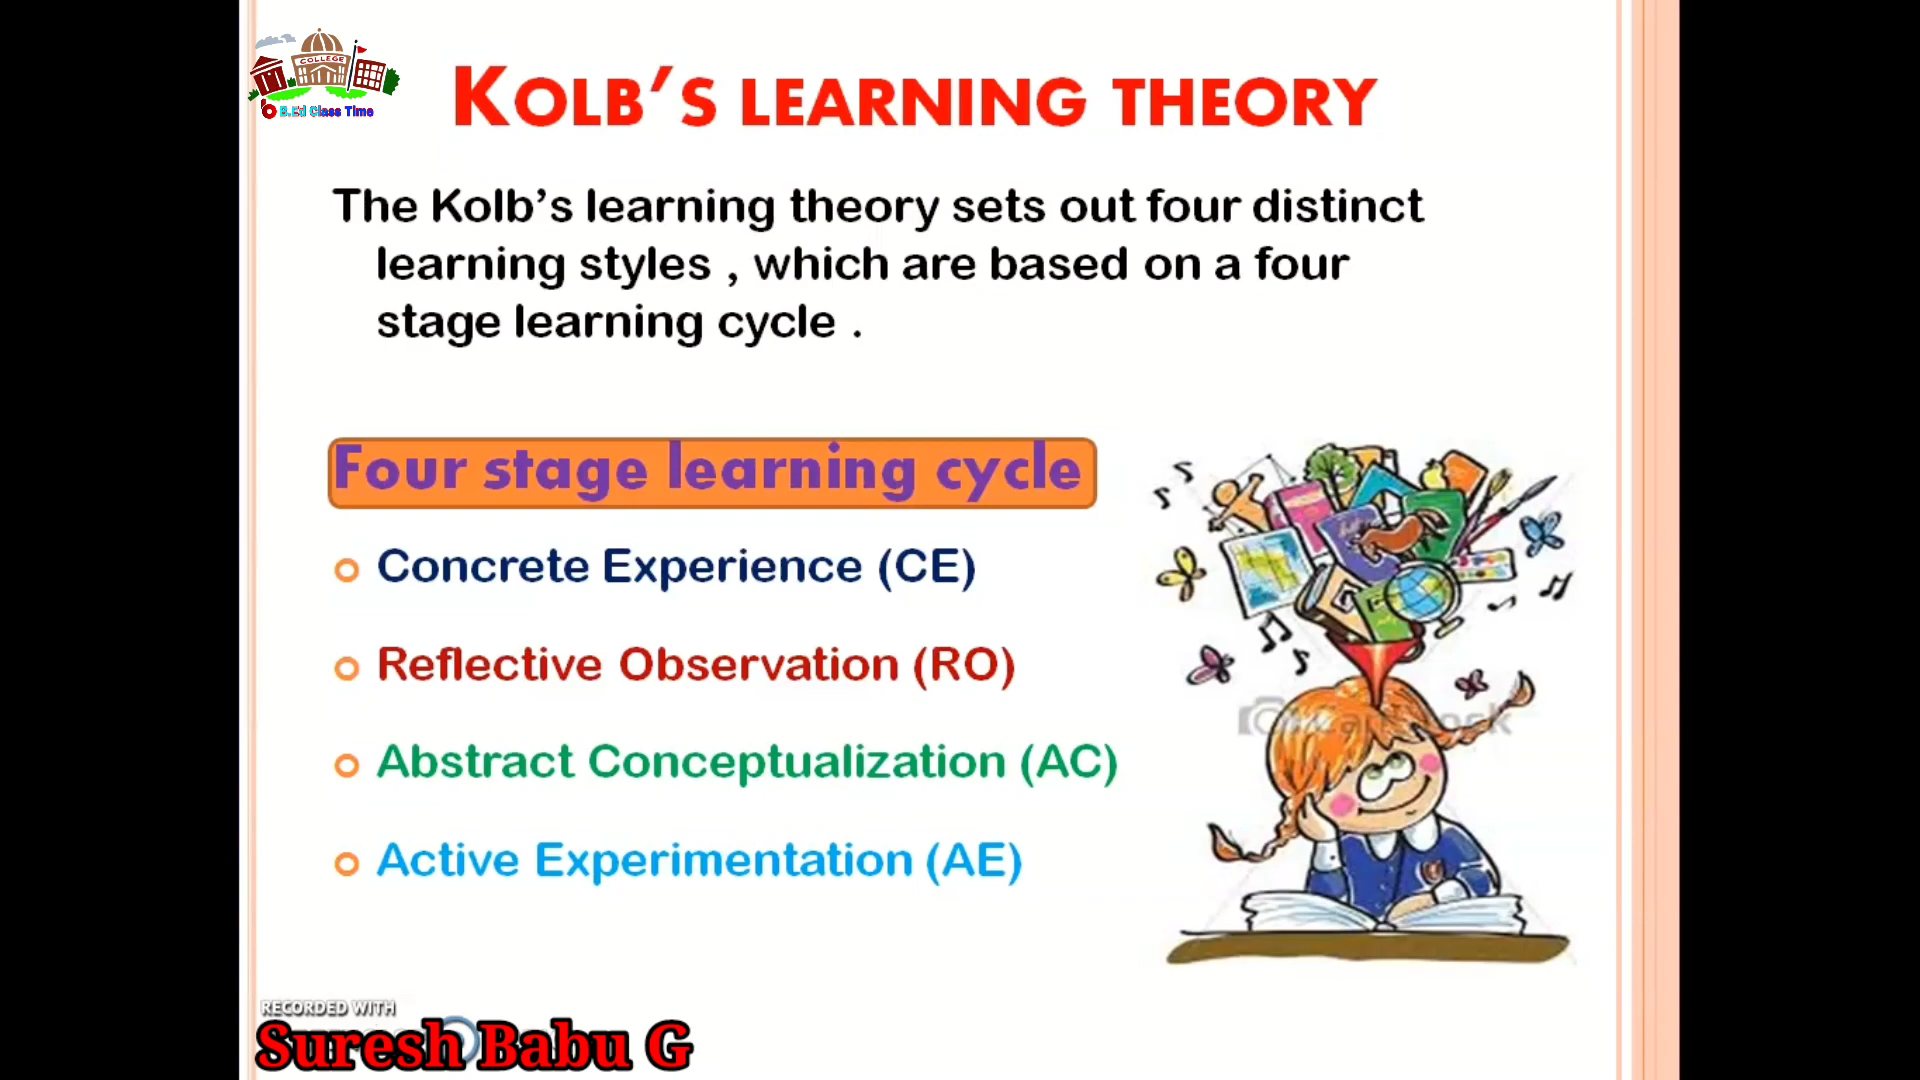 COLLEGE
B.Ed Class Time
KOLB'S LEARNING THEORY
The Kolb's learning theory sets out four distinct
learning styles , which are based on a four
stage learning cycle .
Four stage learning cycle
Concrete Experience (CE)
Reflective Observation (RO)
Abstract Conceptualization (AC)
Active Experimentation (AE)
RECORDED WITH
Suresh Babu G